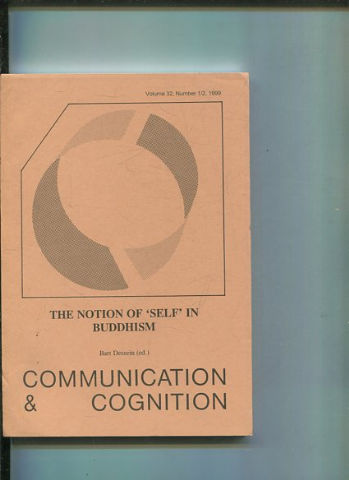 Volume 32, Number 1/2, 1999
THE NOTION OF ‘SELF’ IN
BUDDHISM
Bart Dessein (ed.)
COMMUNICATION
& COGNITION